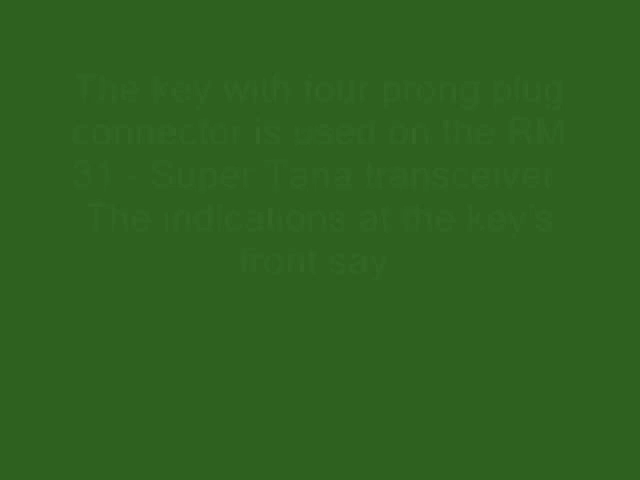 The key with four prong plug
connector is used on the RM
31 - Super Tana transceiver
The indications at the key's
front say